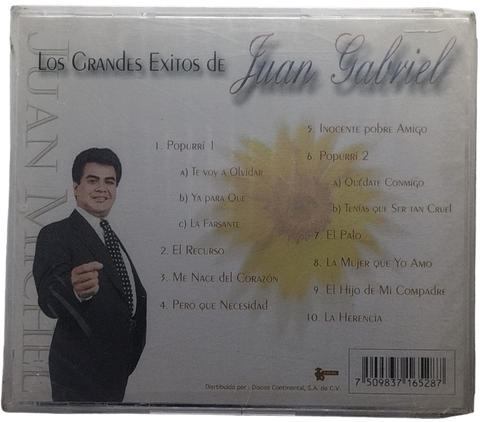 Los Grandes Exitos de Juan Gabriel
JUAN MICHEL
1. Popurrí 1
a) Te voy a Olvidar
b) Ya para Que
c) La Farsante
2. El Recurso
3. Me Nace del Corazón
4. Pero que Necesidad
5. Inocente pobre Amigo
6. Popurrí 2
a) Quédate Conmigo
b) Tenías que Ser tan Cruel
7. El Palo
8. La Mujer que Yo Amo
9. El Hijo de Mi Compadre
10. La Herencia
Distribuido por: Discos Continental, S.A. de C.V.
7 509837 165287